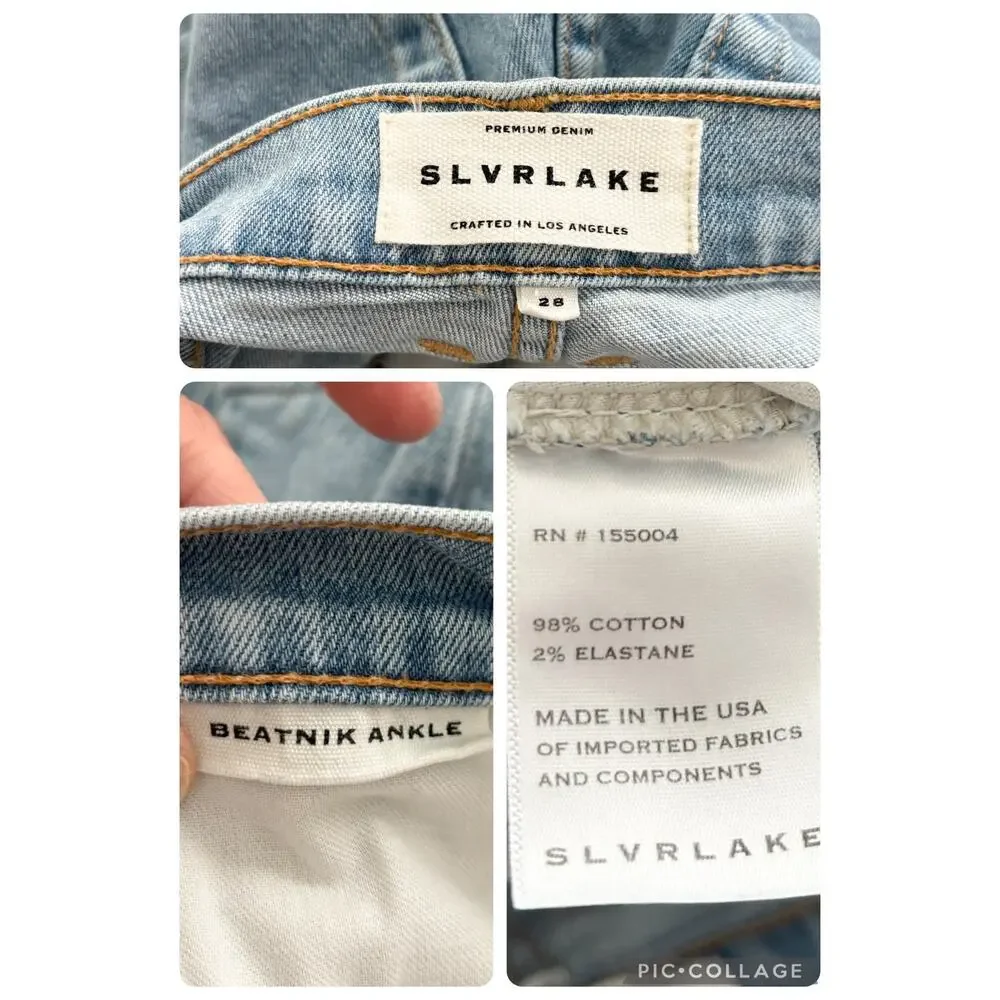 PREMIUM DENIM
SLVRLAKE
CRAFTED IN LOS ANGELES
28
BEATNIK ANKLE
RN # 155004
98% COTTON
2% ELASTANE
MADE IN THE USA
OF IMPORTED FABRICS
AND COMPONENTS
SLVRLAKE
PIC•COLLAGE